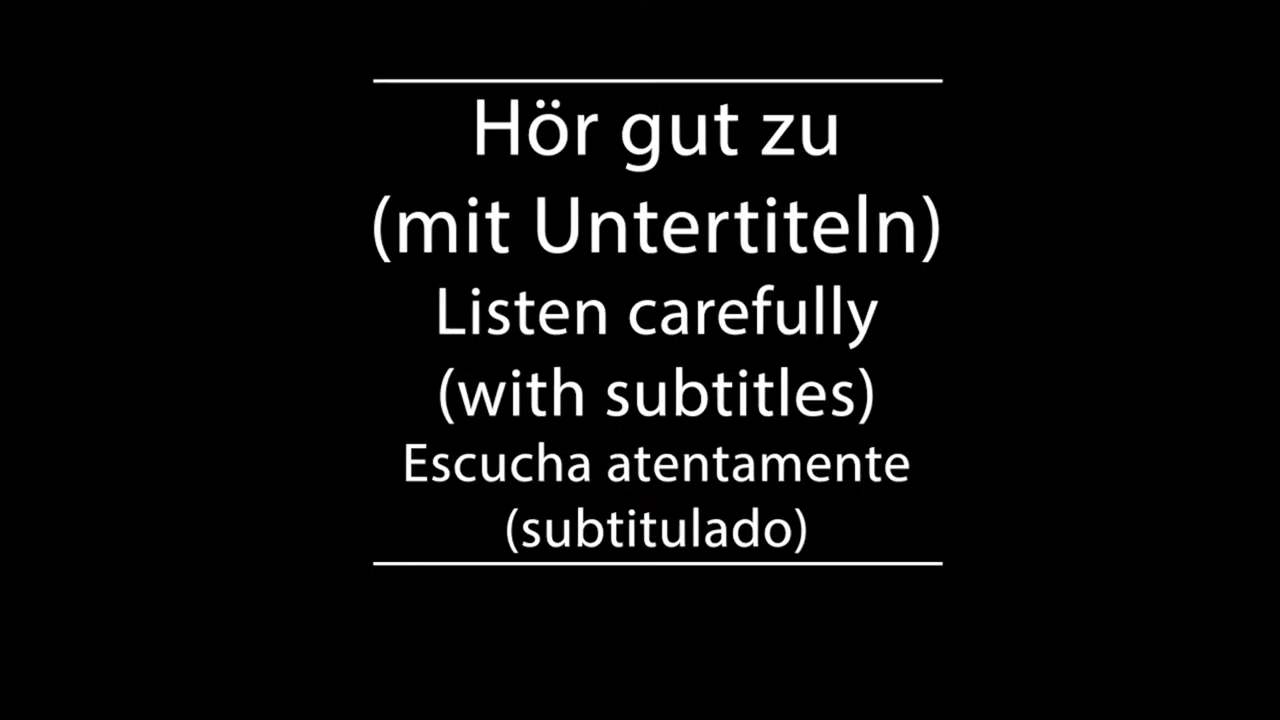 Hör gut zu
(mit Untertiteln)
Listen carefully
(with subtitles)
Escucha atentamente
(subtitulado)